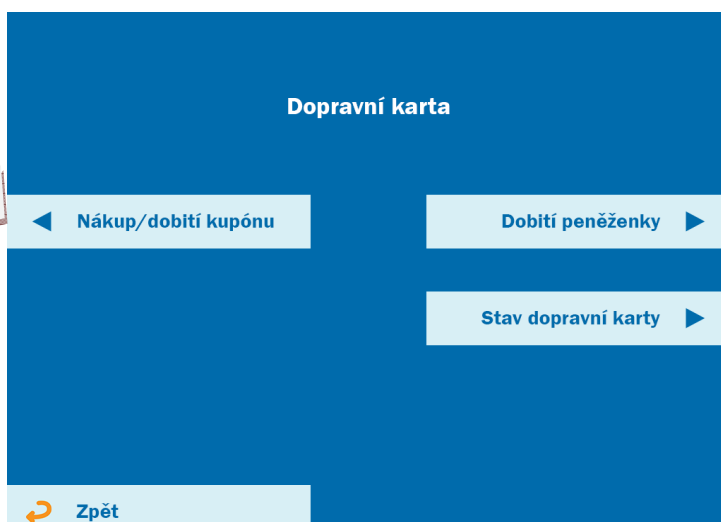 Dopravní karta
Nákup/dobití kupónu
Dobití peněženky
Stav dopravní karty
Zpět